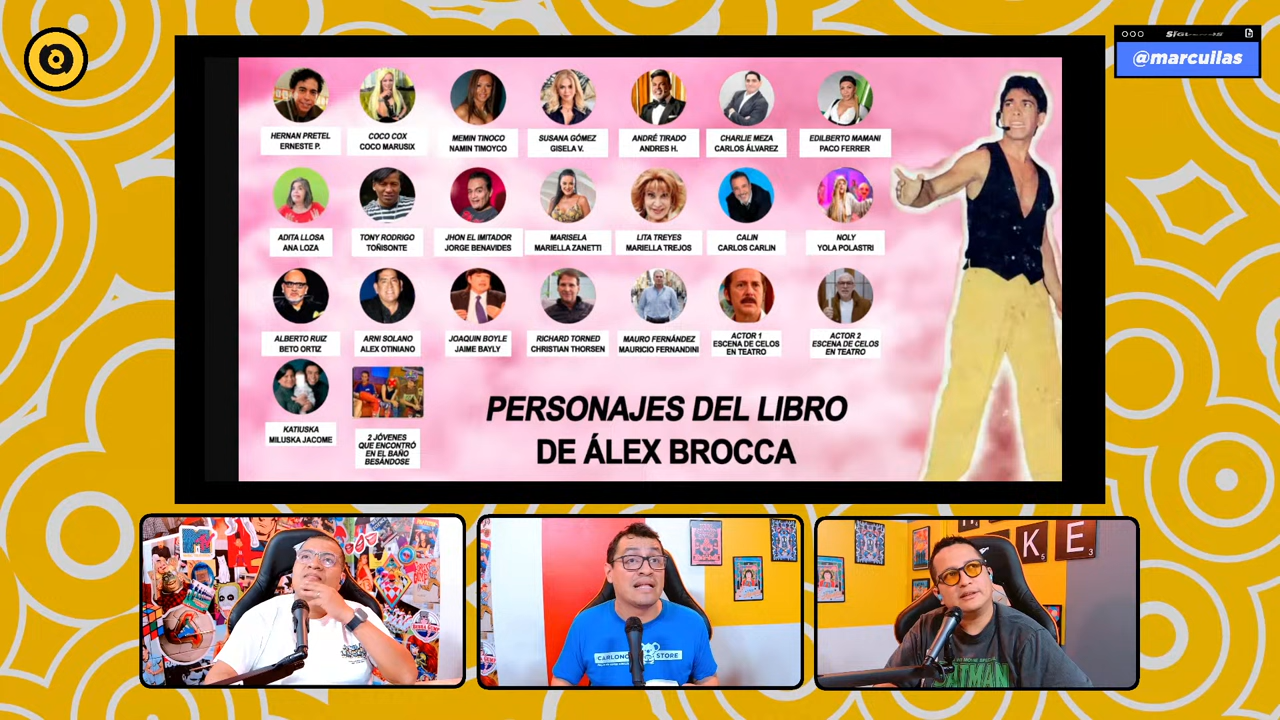 @marcuilas
HERNAN PRETEL
ERNESTE P.
COCO COX
COCO MARUSIX
MEMIN TINOCO
NAMIN TIMOYCO
SUSANA GÓMEZ
GISELA V.
ANDRÉ TIRADO
ANDRES H.
CHARLIE MEZA
CARLOS ÁLVAREZ
EDILBERTO MAMANI
PACO FERRER
ADITA LLOSA
ANA LOZA
TONY RODRIGO
TOÑISONTE
JHON EL IMITADOR
JORGE BENAVIDES
MARISELA
MARIELLA ZANETTI
LITA TREYES
MARIELLA TREJOS
CALIN
CARLOS CARLIN
NOLY
YOLA POLASTRI
ALBERTO RUIZ
BETO ORTIZ
ARNI SOLANO
ALEX OTINIANO
JOAQUIN BOYLE
JAIME BAYLY
RICHARD TORNED
CHRISTIAN THORSEN
MAURO FERNÁNDEZ
MAURICIO FERNANDINI
ACTOR 1
ESCENA DE CELOS
EN TEATRO
ACTOR 2
ESCENA DE CELOS
EN TEATRO
KATIUSKA
MILUSKA JACOME
2 JÓVENES
QUE ENCONTRÓ
EN EL BAÑO
BESÁNDOSE
PERSONAJES DEL LIBRO
DE ÁLEX BROCCA
K5
E3
STORE